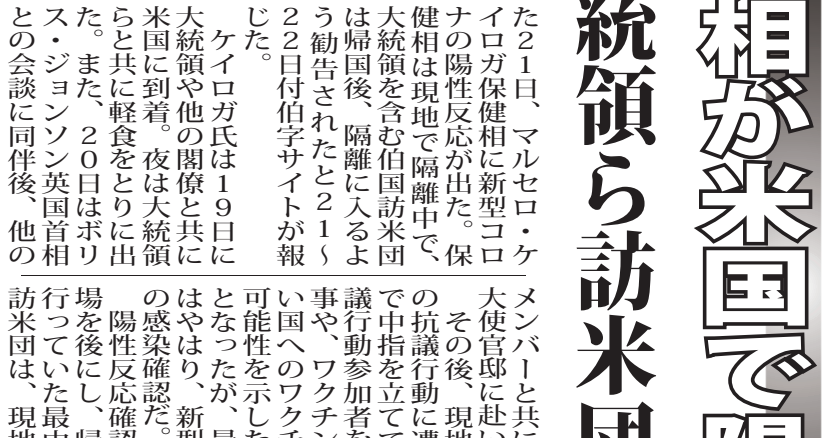 相が米国で陽
統領ら訪米団
た21日、マルセロ・ケ
イロガ保健相に新型コロ
ナの陽性反応が出た。保
健相は現地で隔離中で、
大統領を含む伯国訪米団
は帰国後、隔離に入るよ
う勧告されたと21〜
22日付伯字サイトが報
じた。
ケイロガ氏は19日に
大統領や他の閣僚と共に
米国に到着。夜は大統領
らと共に軽食をとりに出
た。また、20日はボリ
ス・ジョンソン英国首相
との会談に同伴後、他の
メンバーと共に
大使官邸に赴い
その後、現地
の抗議行動に遭
で中指を立てて
議行動参加者を
事や、ワクチン
い国へのワクチ
可能性を示した
となったが、最
はやはり、新型
の感染確認だ。
陽性反応確認
場を後にし、帰
行っていた最中
訪米団は、現地